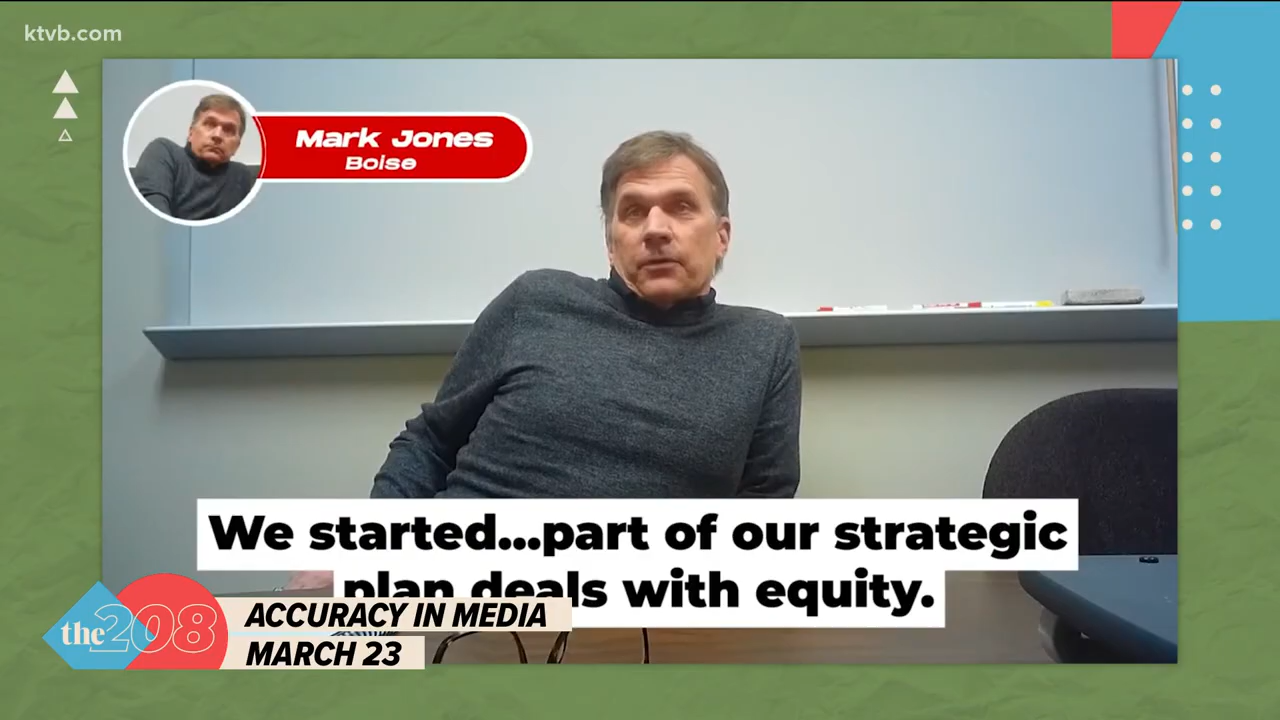 ktvb.com
Mark Jones
Boise
We started...part of our strategic
plan deals with equity.
the208
ACCURACY IN MEDIA
MARCH 23